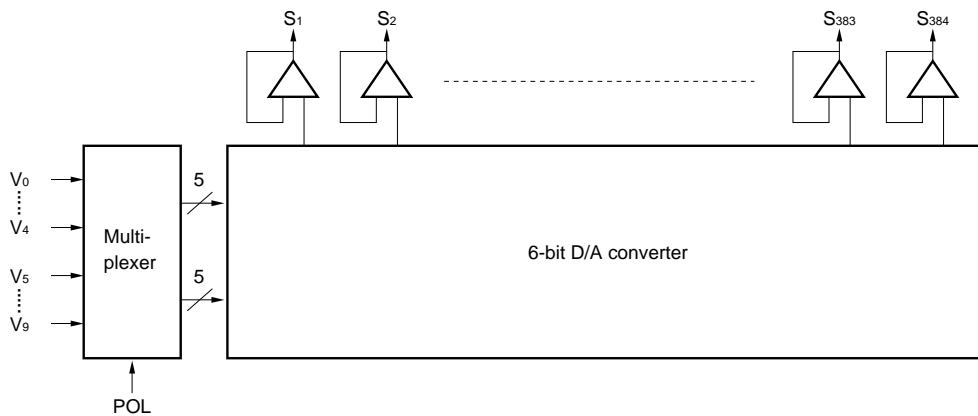 S1 S2 S383 S384
V0
V4
V5
V9
Multi-
plexer
5
5
6-bit D/A converter
POL